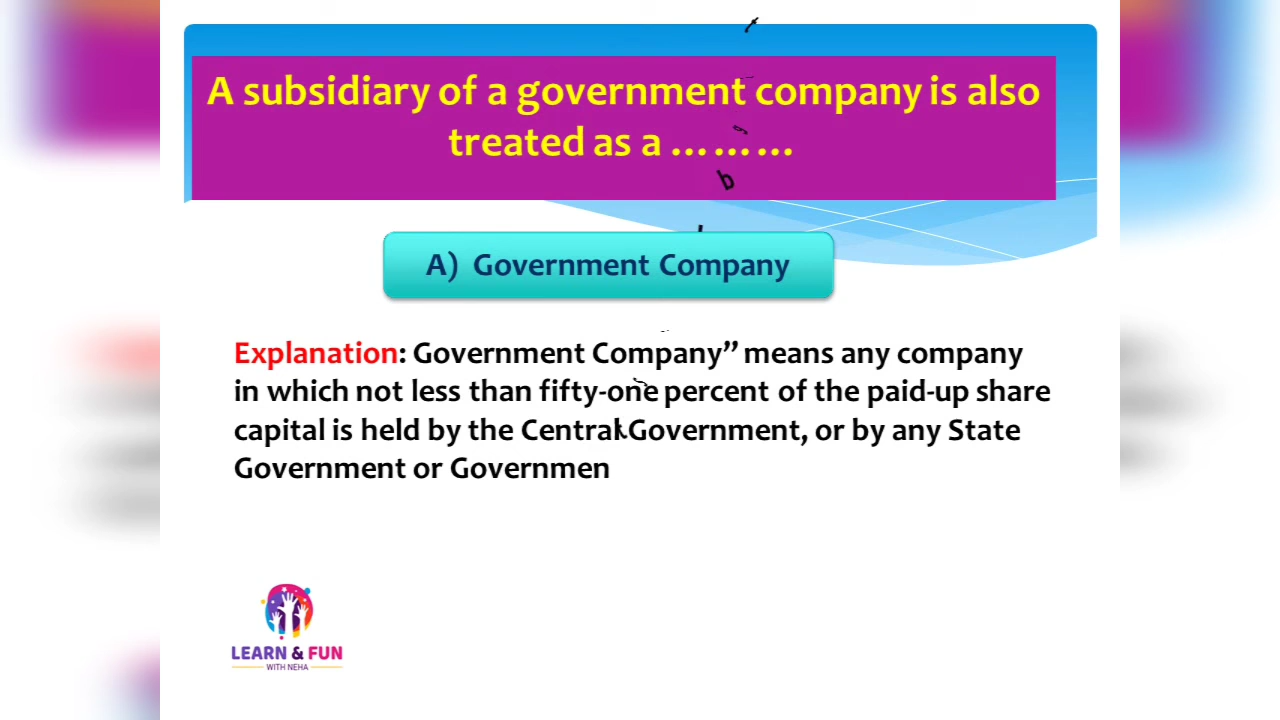 A subsidiary of a government company is also
treated as a ………
A) Government Company
Explanation: Government Company” means any company
in which not less than fifty-one percent of the paid-up share
capital is held by the Central Government, or by any State
Government or Governmen
LEARN & FUN
WITH NEHA